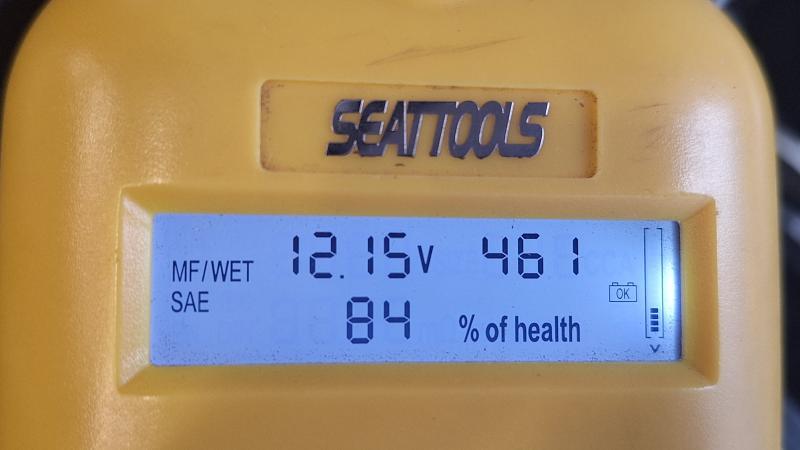 SEATTOOLS
MF/WET 12.15V 461
SAE
OK
84 % of health